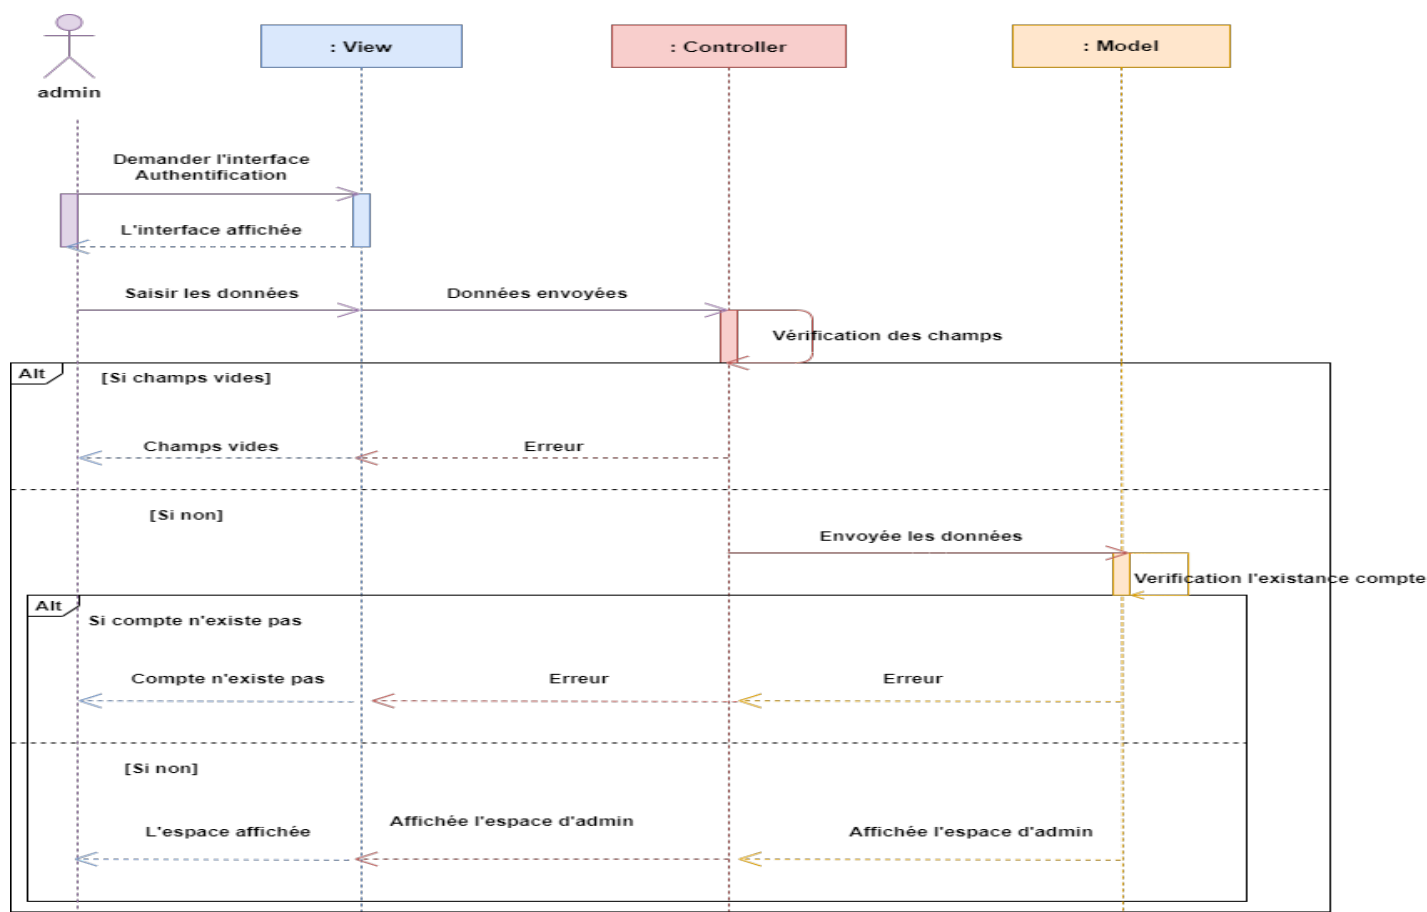 admin
: View
: Controller
: Model
Demander l'interface
Authentification
L'interface affichée
Saisir les données
Données envoyées
Vérification des champs
Alt
[Si champs vides]
Champs vides
Erreur
[Si non]
Envoyée les données
Verification l'existance compte
Alt
Si compte n'existe pas
Compte n'existe pas
Erreur
Erreur
[Si non]
L'espace affichée
Affichée l'espace d'admin
Affichée l'espace d'admin